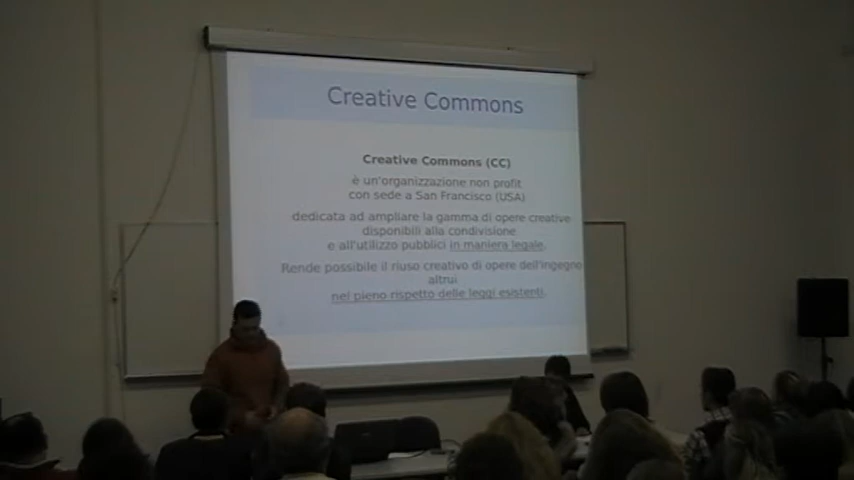 Creative Commons
Creative Commons (CC)
è un'organizzazione non profit
con sede a San Francisco (USA)
dedicata ad ampliare la gamma di opere creative
disponibili alla condivisione
e all'utilizzo pubblici in maniera legale.
Rende possibile il riuso creativo di opere dell'ingegno
altrui
nel pieno rispetto delle leggi esistenti.